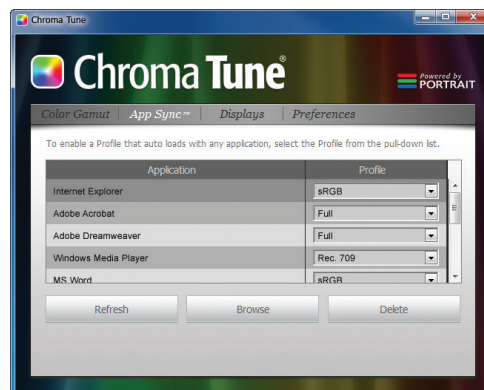 Chroma Tune
Chroma Tune®
Powered by
PORTRAIT
Color Gamut | App Sync™ | Displays | Preferences
To enable a Profile that auto loads with any application, select the Profile from the pull-down list.
Application Profile
Internet Explorer sRGB
Adobe Acrobat Full
Adobe Dreamweaver Full
Windows Media Player Rec. 709
MS Word sRGB
Refresh Browse Delete